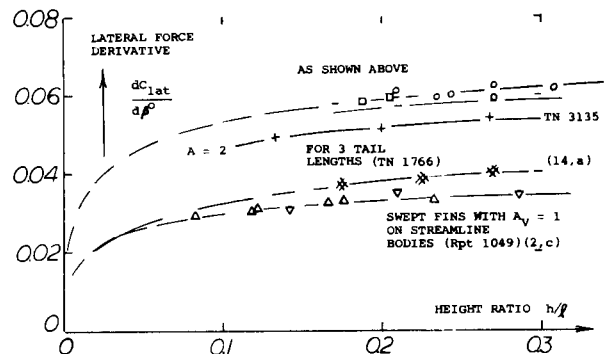 0.08
LATERAL FORCE
DERIVATIVE
dC_lat
dβ°
AS SHOWN ABOVE
0.06
TN 3135
A = 2
FOR 3 TAIL
LENGTHS (TN 1766)
(14,a)
0.04
SWEPT FINS WITH A_V = 1
ON STREAMLINE
BODIES (Rpt 1049)(2,c)
0.02
HEIGHT RATIO h/ℓ
0
0 0.1 0.2 0.3